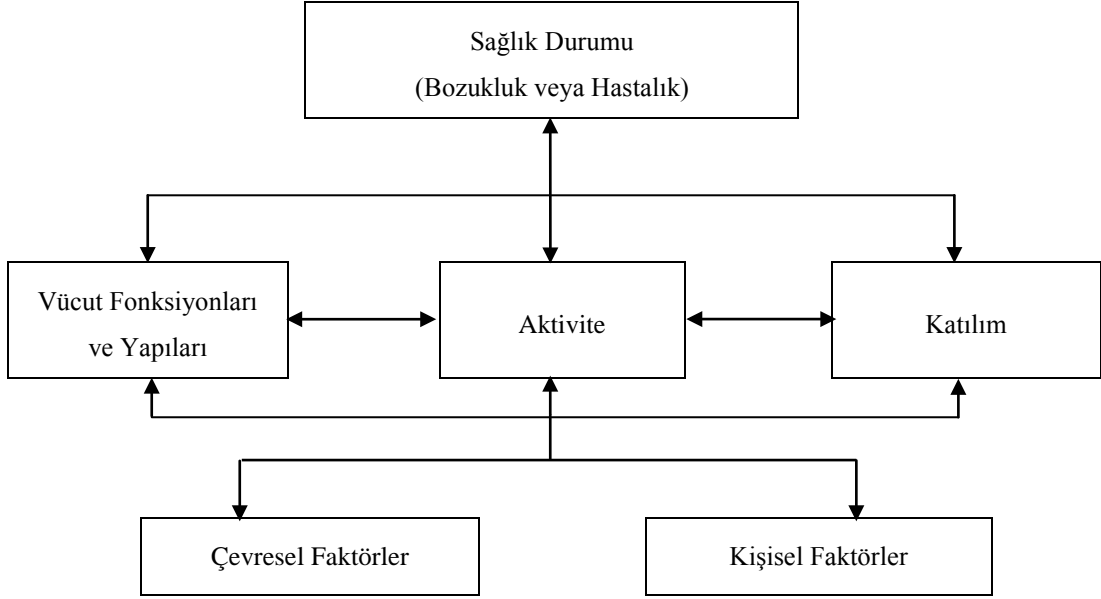 Sağlık Durumu
(Bozukluk veya Hastalık)
Vücut Fonksiyonları
ve Yapıları
Aktivite
Katılım
Çevresel Faktörler
Kişisel Faktörler